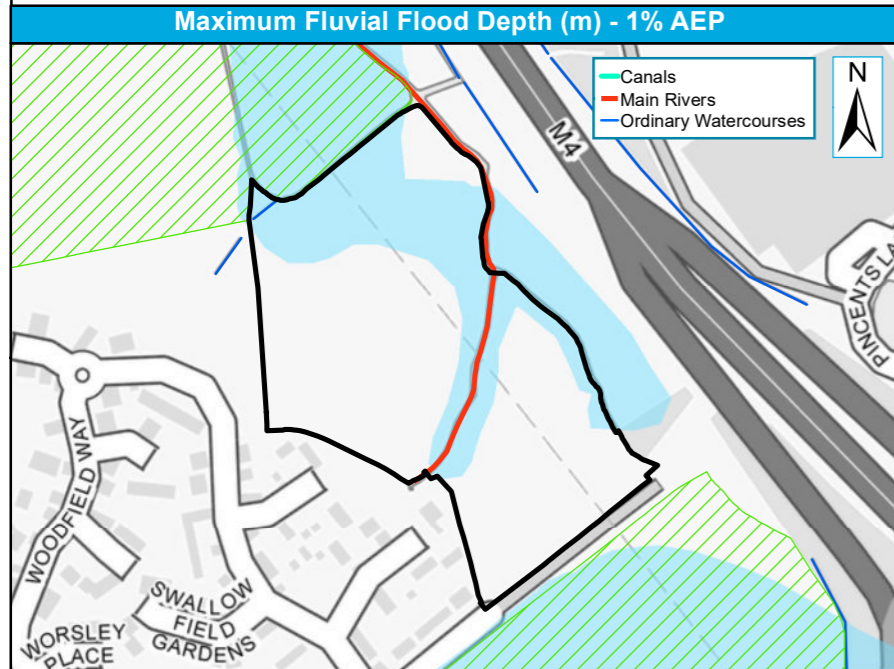 Maximum Fluvial Flood Depth (m) - 1% AEP
Canals
Main Rivers
Ordinary Watercourses
N
M4
PINCENTS LA
WOODFIELD WAY
SWALLOW
FIELD
GARDENS
WORSLEY
PLACE